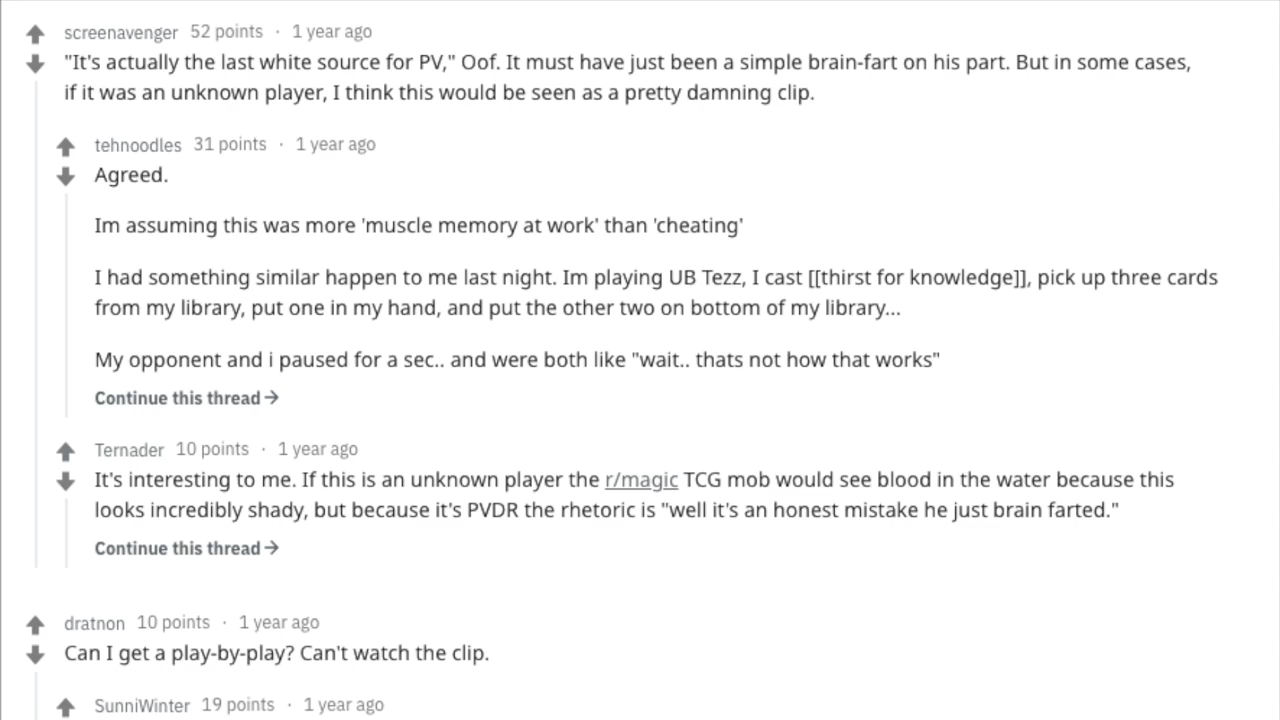 screenavenger 52 points · 1 year ago
"It's actually the last white source for PV," Oof. It must have just been a simple brain-fart on his part. But in some cases,
if it was an unknown player, I think this would be seen as a pretty damning clip.
tehnoodles 31 points · 1 year ago
Agreed.
Im assuming this was more 'muscle memory at work' than 'cheating'
I had something similar happen to me last night. Im playing UB Tezz, I cast [[thirst for knowledge]], pick up three cards
from my library, put one in my hand, and put the other two on bottom of my library...
My opponent and i paused for a sec.. and were both like "wait.. thats not how that works"
Continue this thread→
Ternader 10 points · 1 year ago
It's interesting to me. If this is an unknown player the r/magic TCG mob would see blood in the water because this
looks incredibly shady, but because it's PVDR the rhetoric is "well it's an honest mistake he just brain farted."
Continue this thread→
dratnon 10 points · 1 year ago
Can I get a play-by-play? Can't watch the clip.
SunniWinter 19 points · 1 year ago